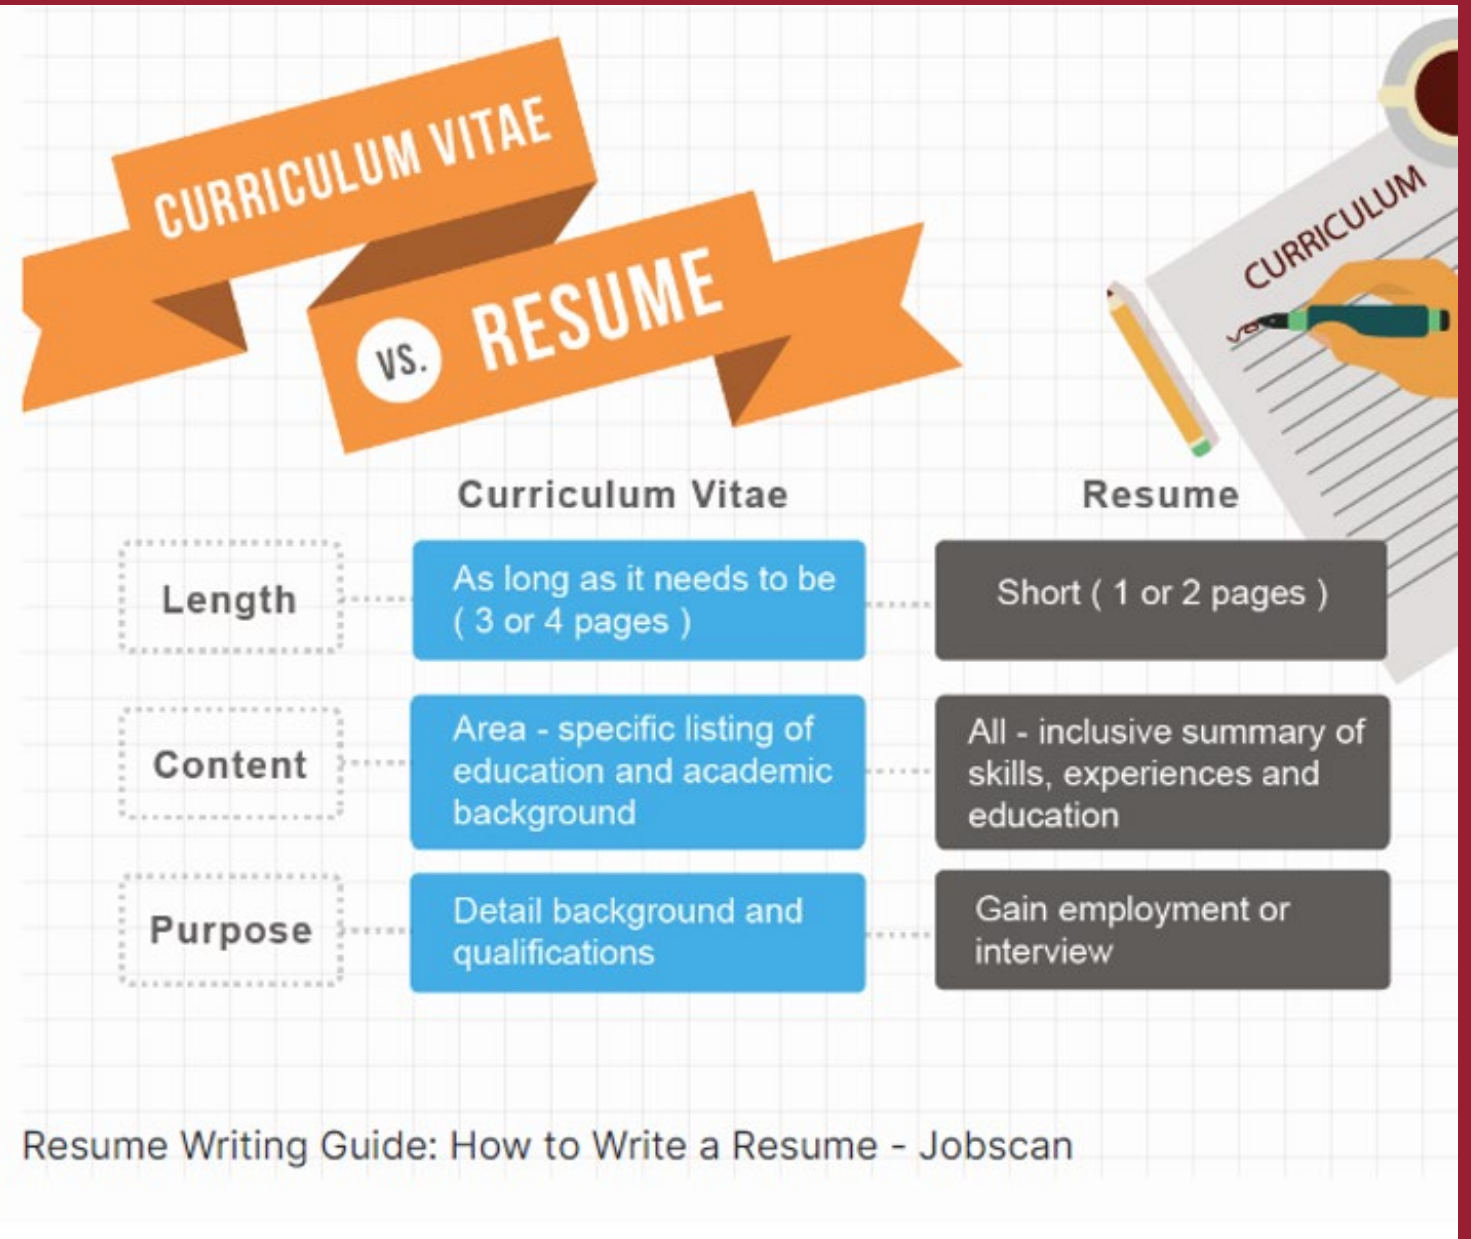 CURRICULUM VITAE
VS. RESUME
CURRICULUM
Curriculum Vitae
Resume
Length
As long as it needs to be
( 3 or 4 pages )
Short ( 1 or 2 pages )
Content
Area - specific listing of
education and academic
background
All - inclusive summary of
skills, experiences and
education
Purpose
Detail background and
qualifications
Gain employment or
interview
Resume Writing Guide: How to Write a Resume - Jobscan